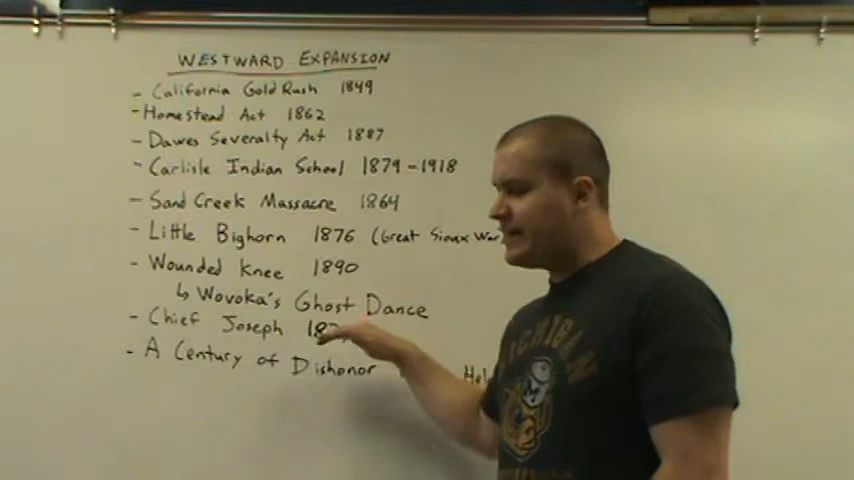 WESTWARD EXPANSION
- California Gold Rush 1849
- Homestead Act 1862
- Dawes Severalty Act 1887
- Carlisle Indian School 1879-1918
- Sand Creek Massacre 1864
- Little Bighorn 1876 (Great Sioux War
- Wounded Knee 1890
↳ Wovoka's Ghost Dance
- Chief Joseph
- A Century of Dishonor
MICHIGAN